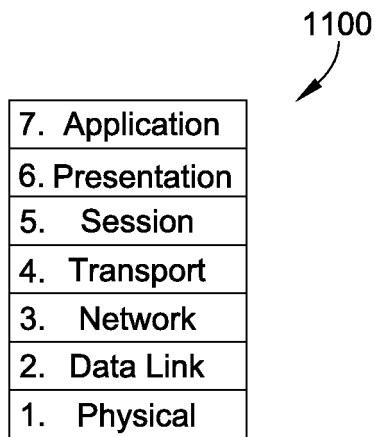 1100
7. Application
6. Presentation
5. Session
4. Transport
3. Network
2. Data Link
1. Physical